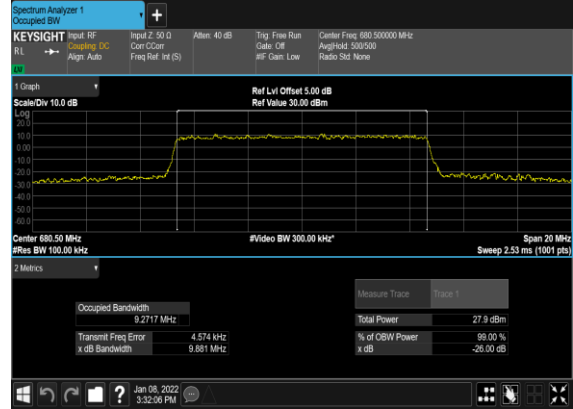 Spectrum Analyzer 1
Occupied BW
KEYSIGHT Input: RF Input Z: 50 Ω Atten: 40 dB Trig: Free Run Center Freq: 680.500000 MHz
RL Coupling: DC Corr CCorr Gate: Off Avg|Hold: 500/500
Align: Auto Freq Ref: Int (S) #IF Gain: Low Radio Std: None
LM
1 Graph Ref Lvl Offset 5.00 dB
Scale/Div 10.0 dB Ref Value 30.00 dBm
Log
20.0
10.0
0.00
-10.0
-20.0
-30.0
-40.0
-50.0
-60.0
Center 680.50 MHz #Video BW 300.00 kHz* Span 20 MHz
#Res BW 100.00 kHz Sweep 2.53 ms (1001 pts)
2 Metrics
Measure Trace Trace 1
Occupied Bandwidth
9.2717 MHz Total Power 27.9 dBm
Transmit Freq Error 4.574 kHz % of OBW Power 99.00 %
x dB Bandwidth 9.881 MHz x dB -26.00 dB
? Jan 08, 2022
3:32:06 PM